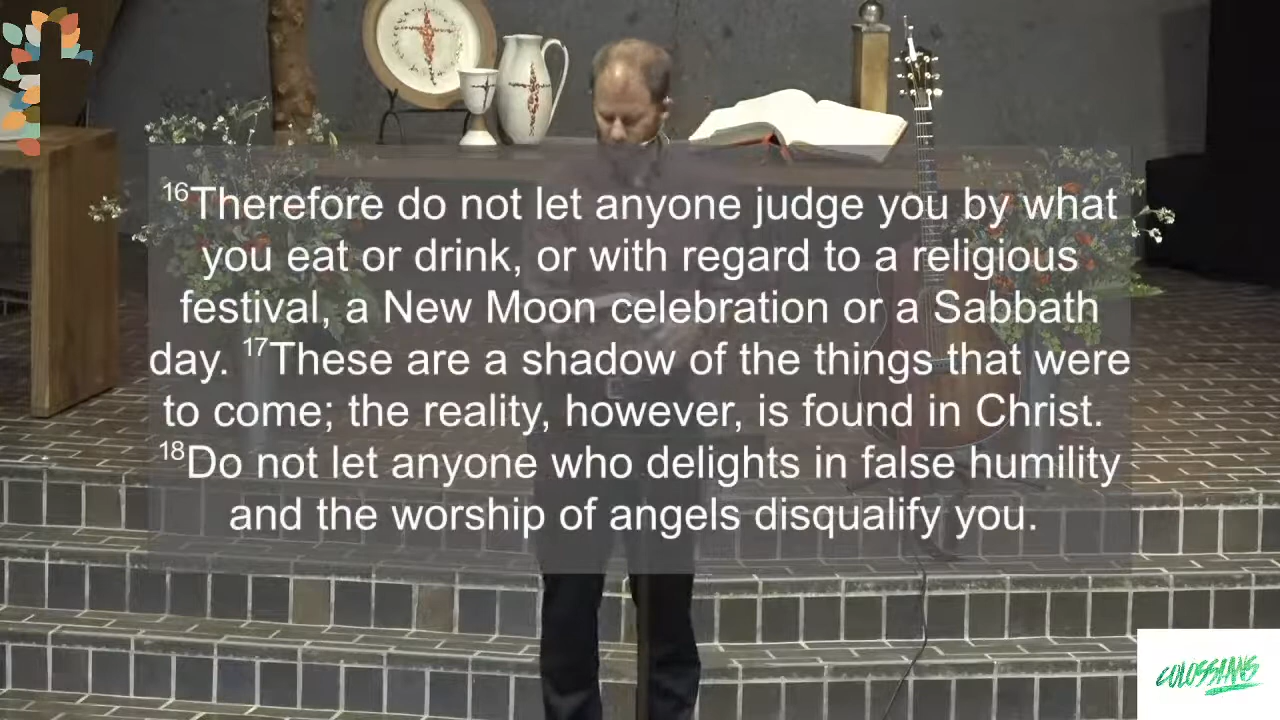 ¹⁶Therefore do not let anyone judge you by what
you eat or drink, or with regard to a religious
festival, a New Moon celebration or a Sabbath
day. ¹⁷These are a shadow of the things that were
to come; the reality, however, is found in Christ.
¹⁸Do not let anyone who delights in false humility
and the worship of angels disqualify you.
COLOSSIANS